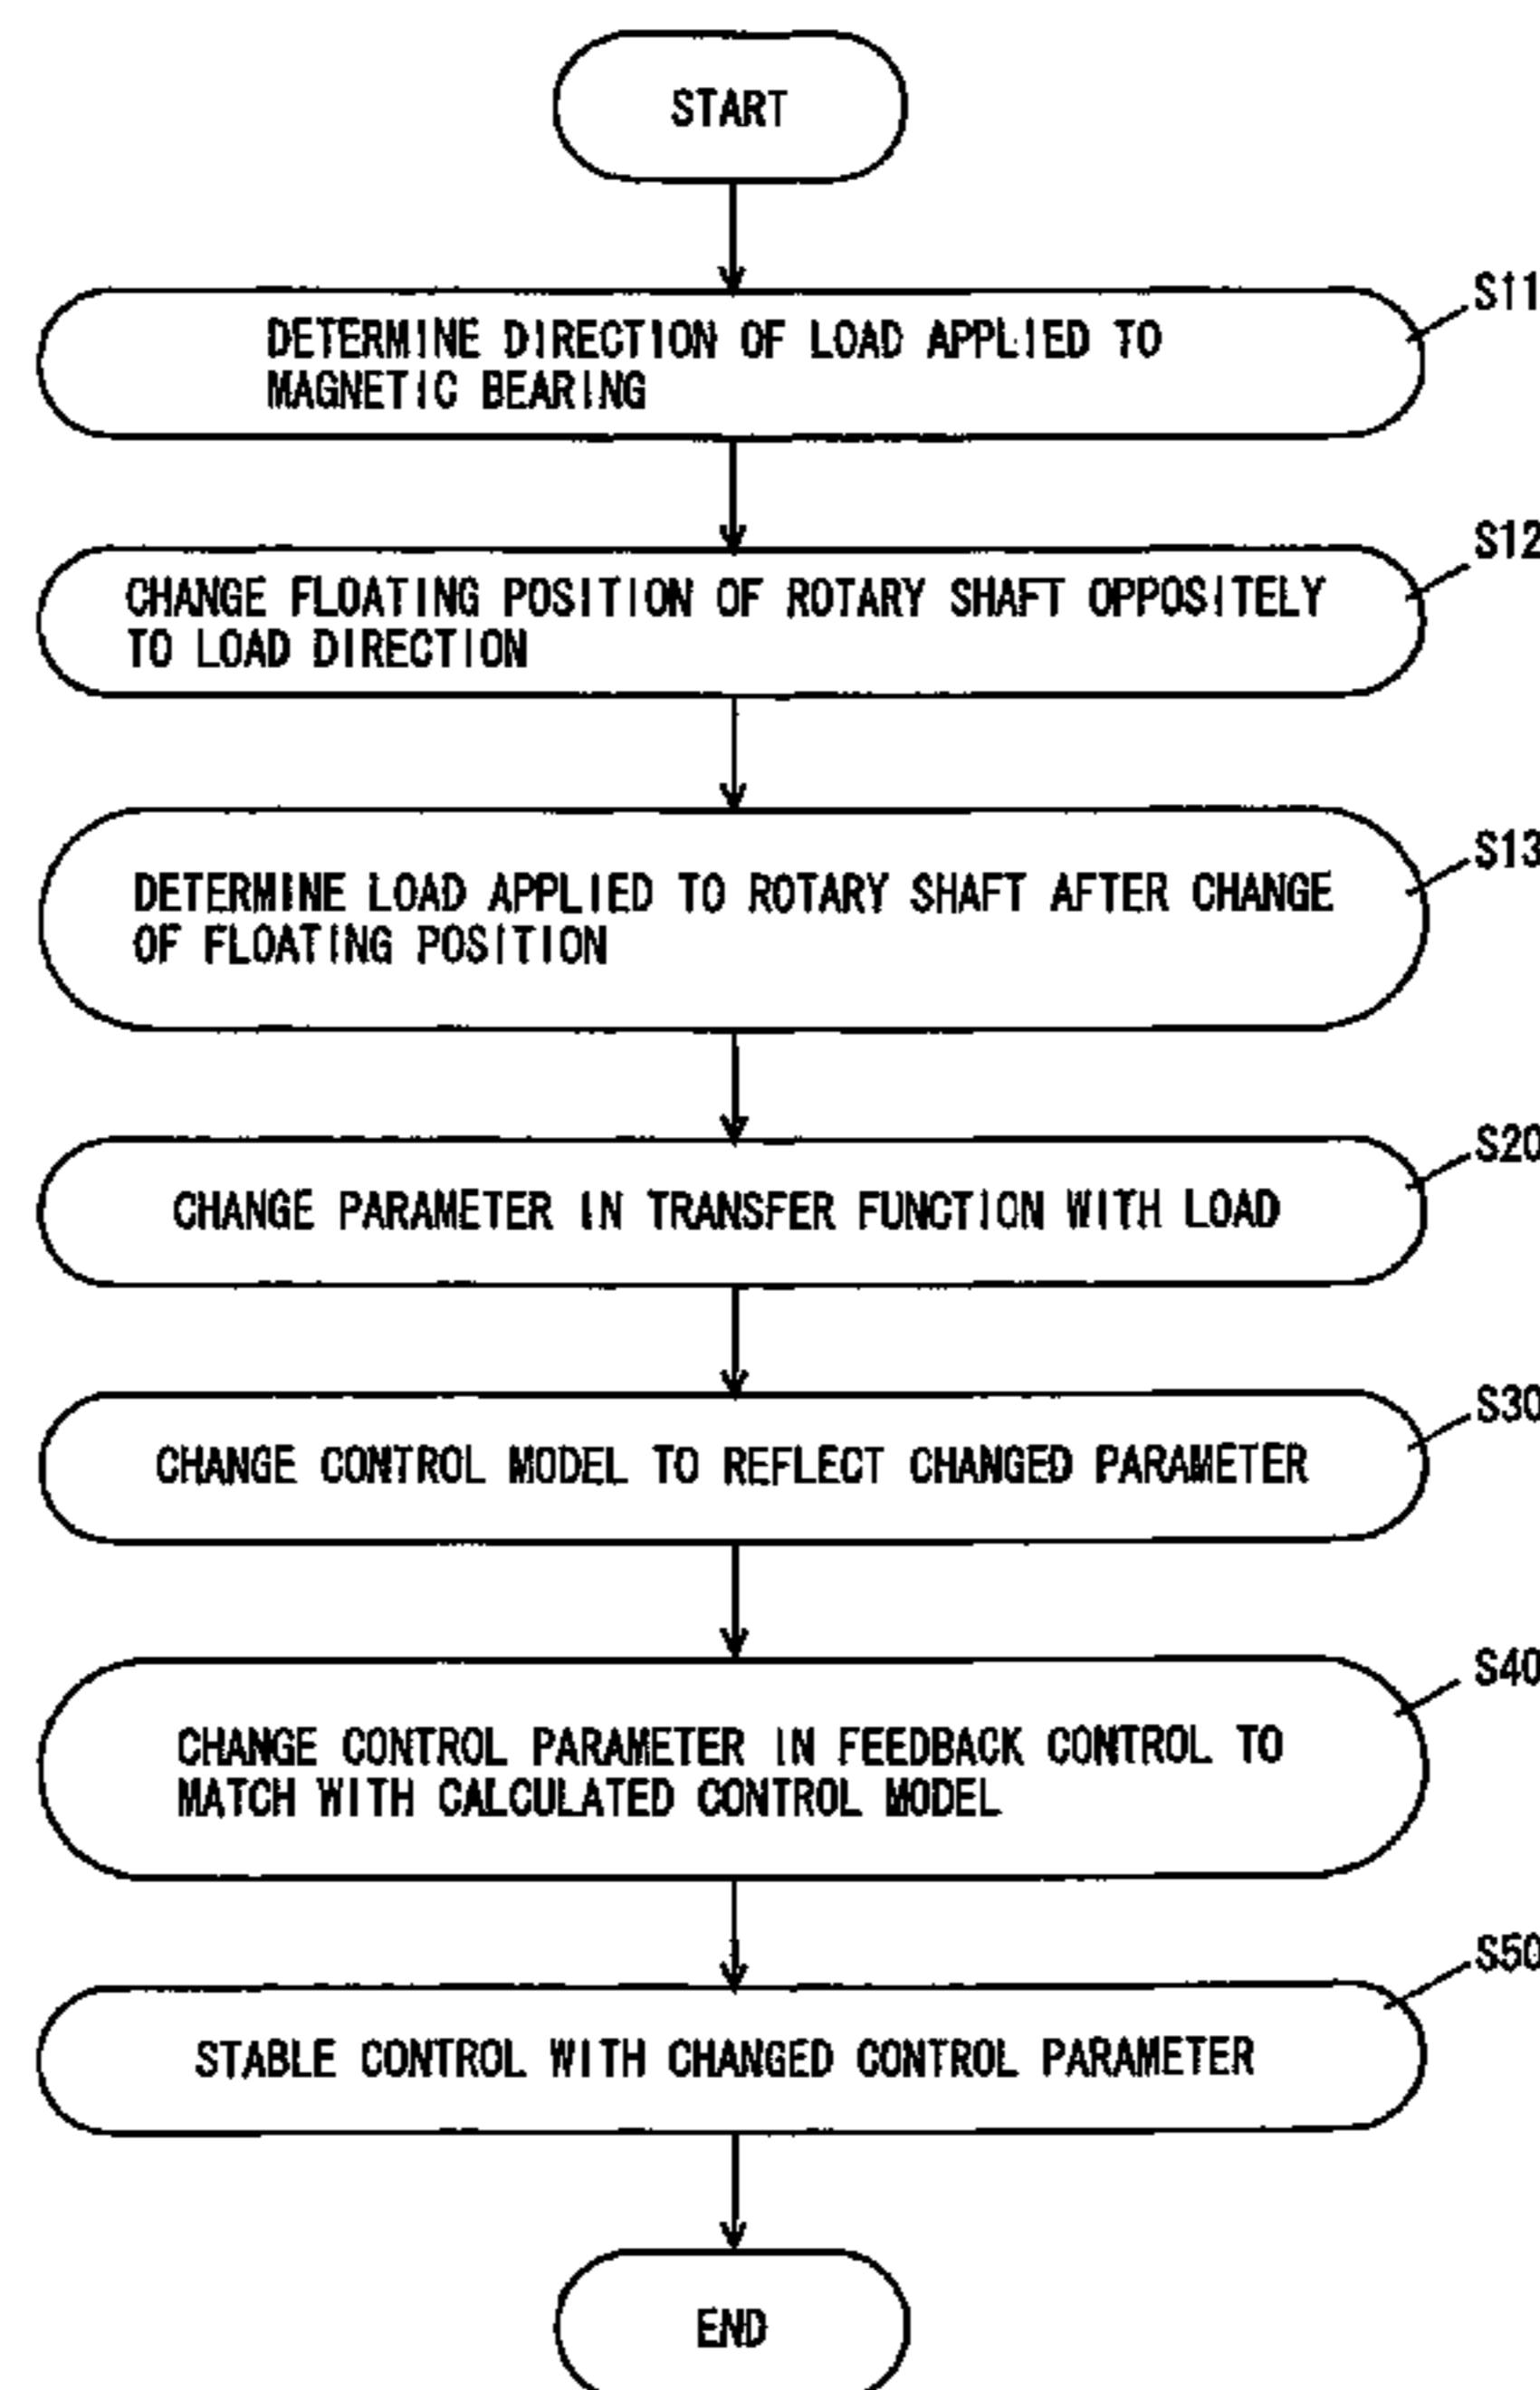 START
S11
DETERMINE DIRECTION OF LOAD APPLIED TO
MAGNETIC BEARING
S12
CHANGE FLOATING POSITION OF ROTARY SHAFT OPPOSITELY
TO LOAD DIRECTION
S13
DETERMINE LOAD APPLIED TO ROTARY SHAFT AFTER CHANGE
OF FLOATING POSITION
S20
CHANGE PARAMETER IN TRANSFER FUNCTION WITH LOAD
S30
CHANGE CONTROL MODEL TO REFLECT CHANGED PARAMETER
S40
CHANGE CONTROL PARAMETER IN FEEDBACK CONTROL TO
MATCH WITH CALCULATED CONTROL MODEL
S50
STABLE CONTROL WITH CHANGED CONTROL PARAMETER
END